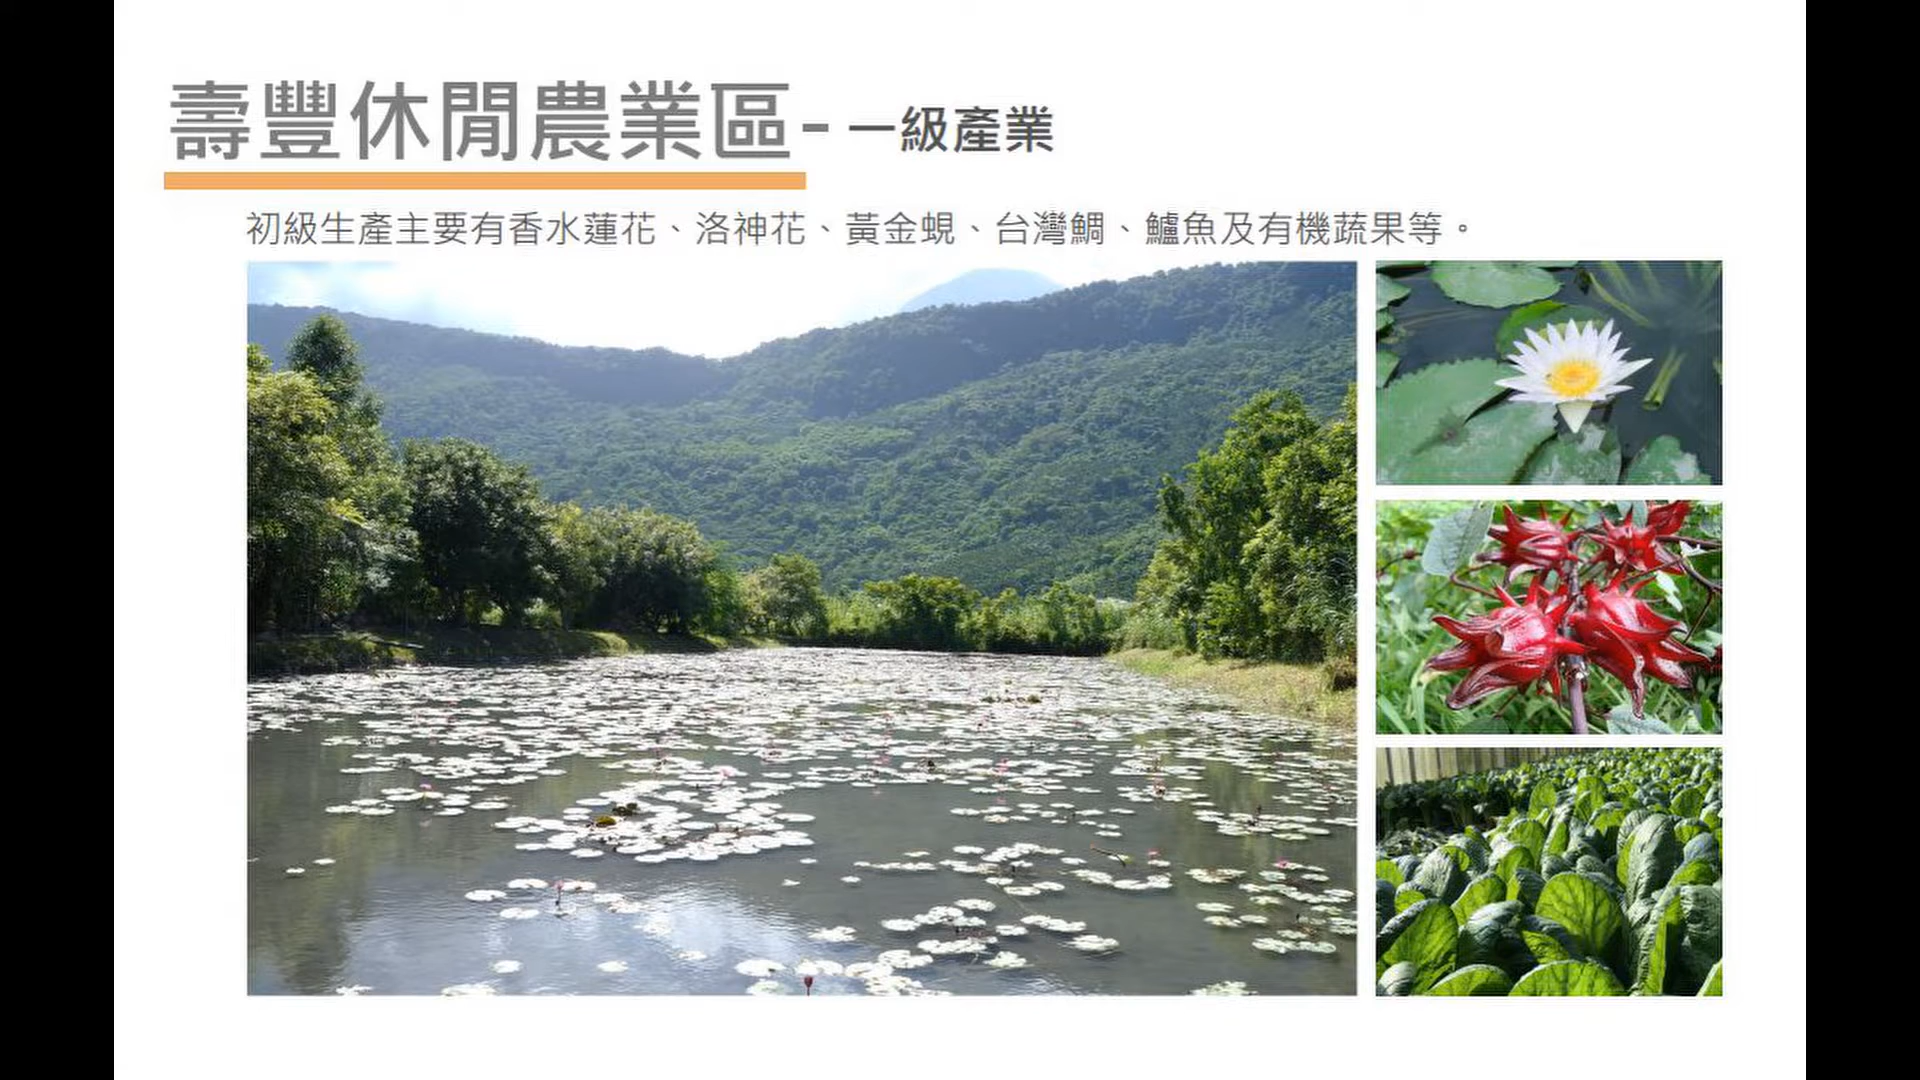 壽豐休閒農業區- 一級產業
初級生產主要有香水蓮花、洛神花、黃金蜆、台灣鯛、鱸魚及有機蔬果等。